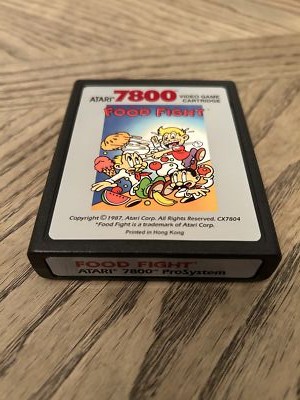 ATARI 7800 VIDEO GAME CARTRIDGE
FOOD FIGHT
Copyright © 1987, Atari Corp. All Rights Reserved. CX7804
"Food Fight is a trademark of Atari Corp.
Printed in Hong Kong
FOOD FIGHT
ATARI 7800 ProSystem